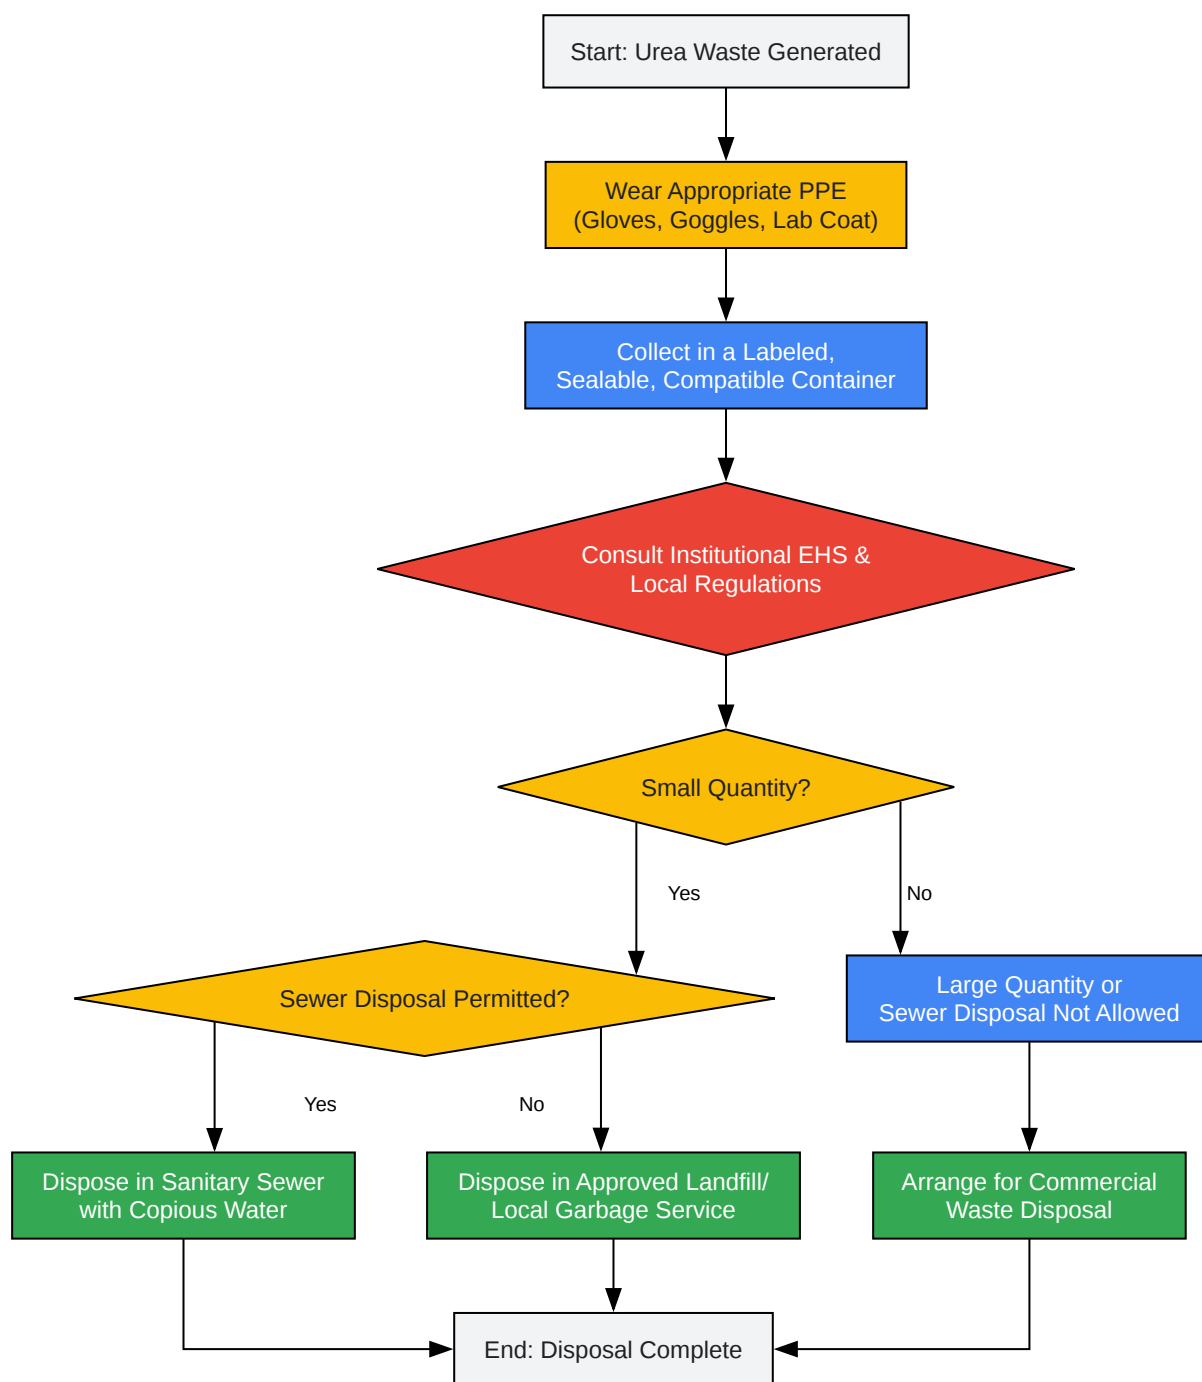 Start: Urea Waste Generated
Wear Appropriate PPE
(Gloves, Goggles, Lab Coat)
Collect in a Labeled,
Sealable, Compatible Container
Consult Institutional EHS &
Local Regulations
Small Quantity?
Yes
No
Sewer Disposal Permitted?
Large Quantity or
Sewer Disposal Not Allowed
Yes
No
Dispose in Sanitary Sewer
with Copious Water
Dispose in Approved Landfill/
Local Garbage Service
Arrange for Commercial
Waste Disposal
End: Disposal Complete